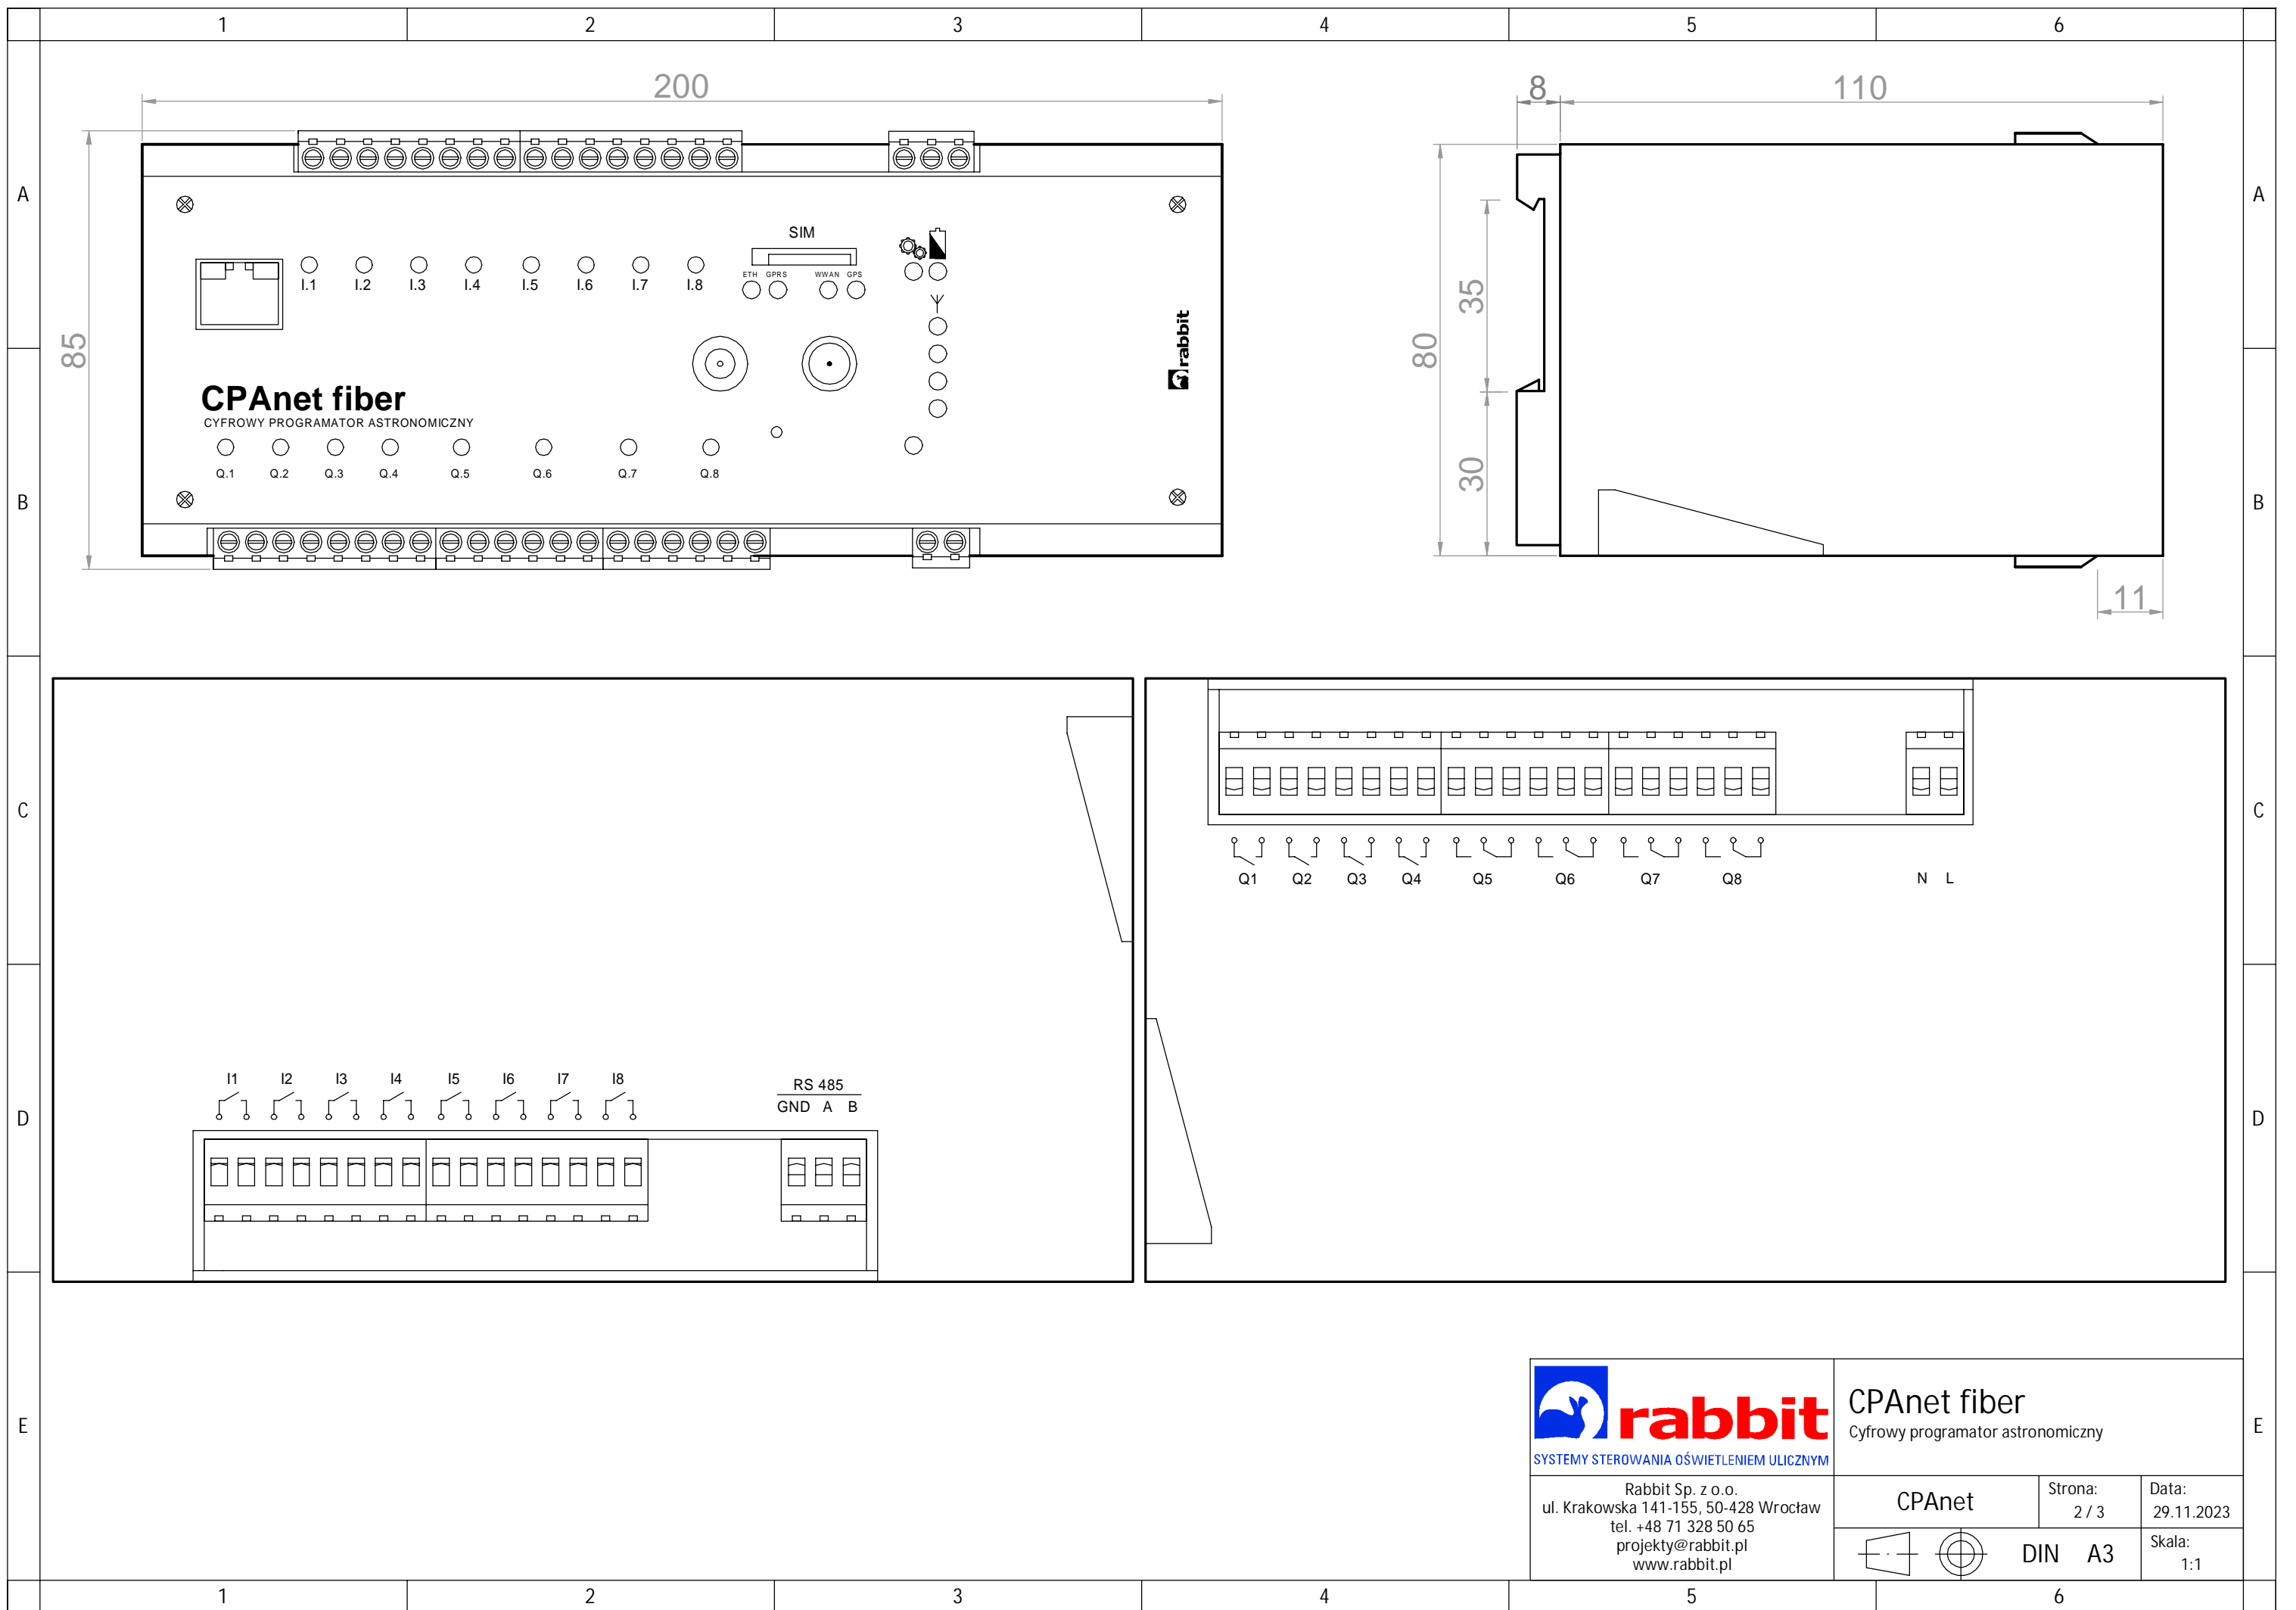 1 2 3 4 5 6
200
8 110
A A
SIM
ETH GPRS WWAN GPS
I.1 I.2 I.3 I.4 I.5 I.6 I.7 I.8
85
rabbit
35
80
CPAnet fiber
CYFROWY PROGRAMATOR ASTRONOMICZNY
Q.1 Q.2 Q.3 Q.4 Q.5 Q.6 Q.7 Q.8
30
B B
11
C C
Q1 Q2 Q3 Q4 Q5 Q6 Q7 Q8 N L
I1 I2 I3 I4 I5 I6 I7 I8
RS 485
GND A B
D D
rabbit
SYSTEMY STEROWANIA OŚWIETLENIEM ULICZNYM
CPAnet fiber
Cyfrowy programator astronomiczny
E E
Rabbit Sp. z o.o.
ul. Krakowska 141-155, 50-428 Wrocław
tel. +48 71 328 50 65
projekty@rabbit.pl
www.rabbit.pl
CPAnet
Strona:
2 / 3
Data:
29.11.2023
DIN A3
Skala:
1:1
1 2 3 4 5 6